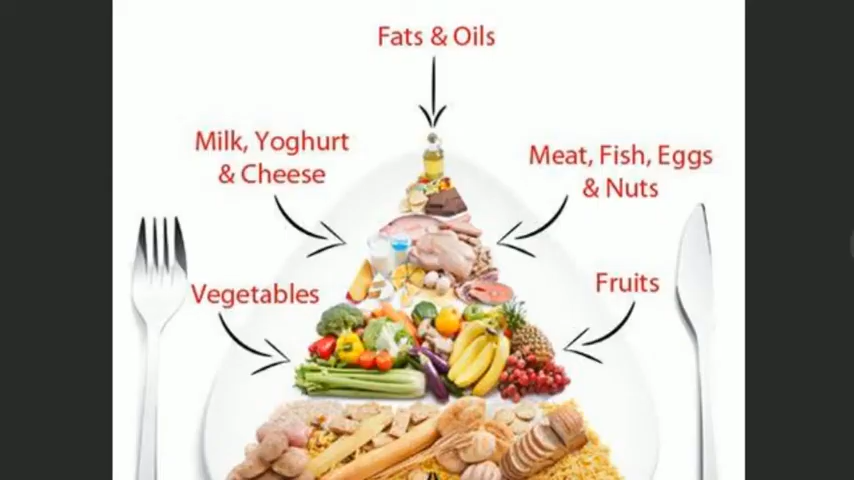 Fats & Oils
Milk, Yoghurt
& Cheese
Meat, Fish, Eggs
& Nuts
Vegetables
Fruits